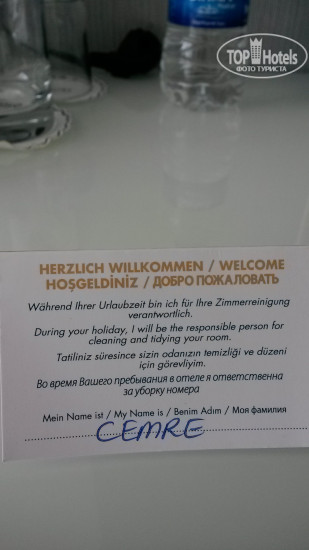 TOP Hotels
ФОТО ТУРИСТА
HERZLICH WILLKOMMEN / WELCOME
HOŞGELDİNİZ / ДОБРО ПОЖАЛОВАТЬ
Während Ihrer Urlaubzeit bin ich für Ihre Zimmerreinigung
verantwortlich.
During your holiday, I will be the responsible person for
cleaning and tidying your room.
Tatiliniz süresince sizin odanızın temizliği ve düzeni
için görevliyim.
Во время Вашего пребывания в отеле я ответственна
за уборку номера
Mein Name ist / My Name is / Benim Adım / Моя фамилия
CEMRE